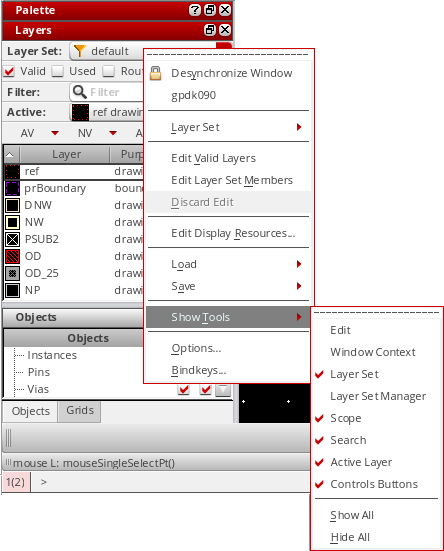 Palette
Layers
Layer Set: default
Valid Used Rout
Filter: Filter
Active: ref drawin
AV NV A
Layer Purp
ref drawi
prBoundary boun
DNW drawi
NW drawi
PSUB2 drawi
OD drawi
OD_25 drawi
NP drawi
Objects
Objects
Instances
Pins
Vias
Objects Grids
mouse L: mouseSingleSelectPt()
1(2) >
Desynchronize Window
gpdk090
Layer Set
Edit Valid Layers
Edit Layer Set Members
Discard Edit
Edit Display Resources...
Load
Save
Show Tools
Options...
Bindkeys...
Edit
Window Context
Layer Set
Layer Set Manager
Scope
Search
Active Layer
Controls Buttons
Show All
Hide All